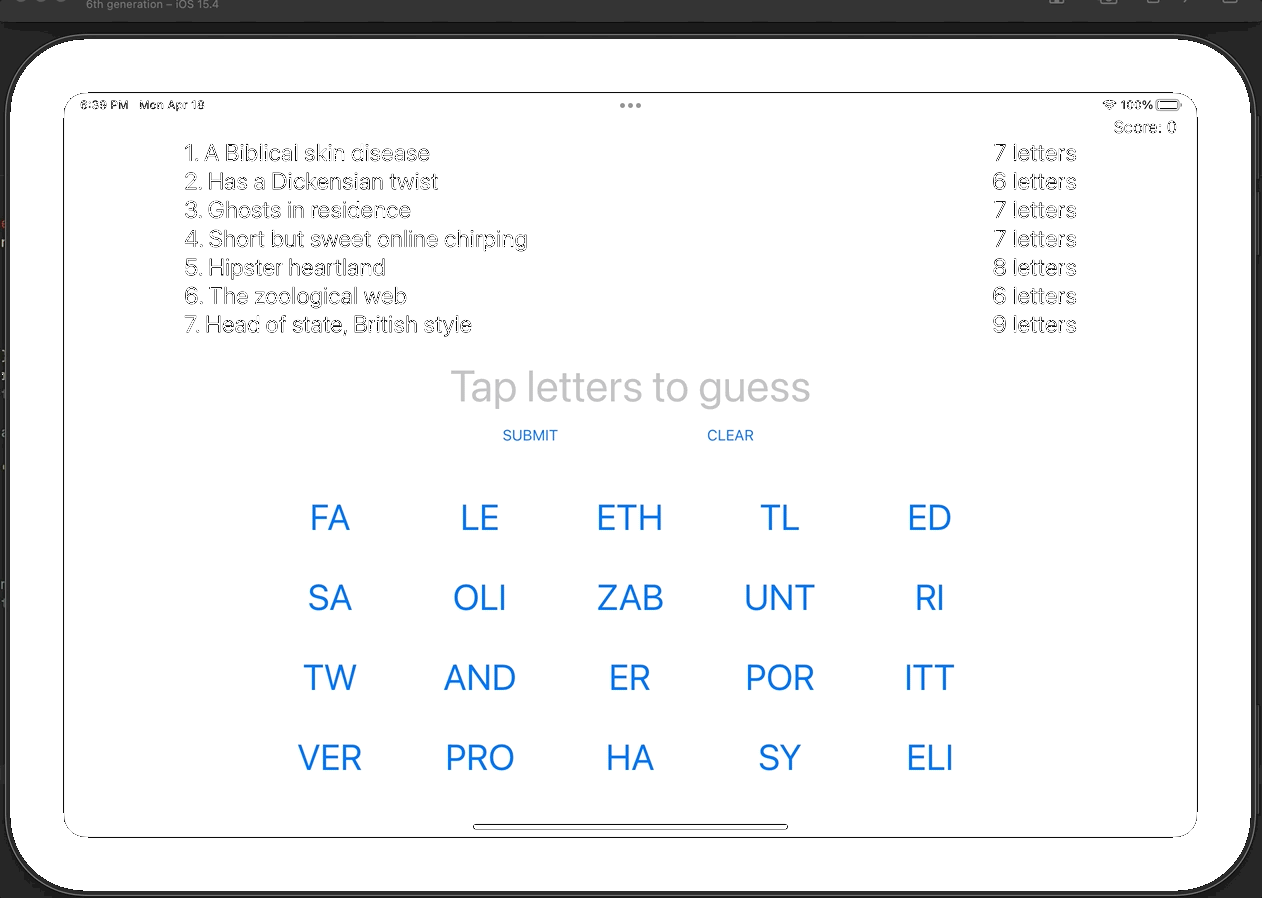 6th generation – iOS 15.4
6:39 PM Mon Apr 18
100%
Score: 0
1. A Biblical skin disease 7 letters
2. Has a Dickensian twist 6 letters
3. Ghosts in residence 7 letters
4. Short but sweet online chirping 7 letters
5. Hipster heartland 8 letters
6. The zoological web 6 letters
7. Head of state, British style 9 letters
Tap letters to guess
SUBMIT CLEAR
FA LE ETH TL ED
SA OLI ZAB UNT RI
TW AND ER POR ITT
VER PRO HA SY ELI